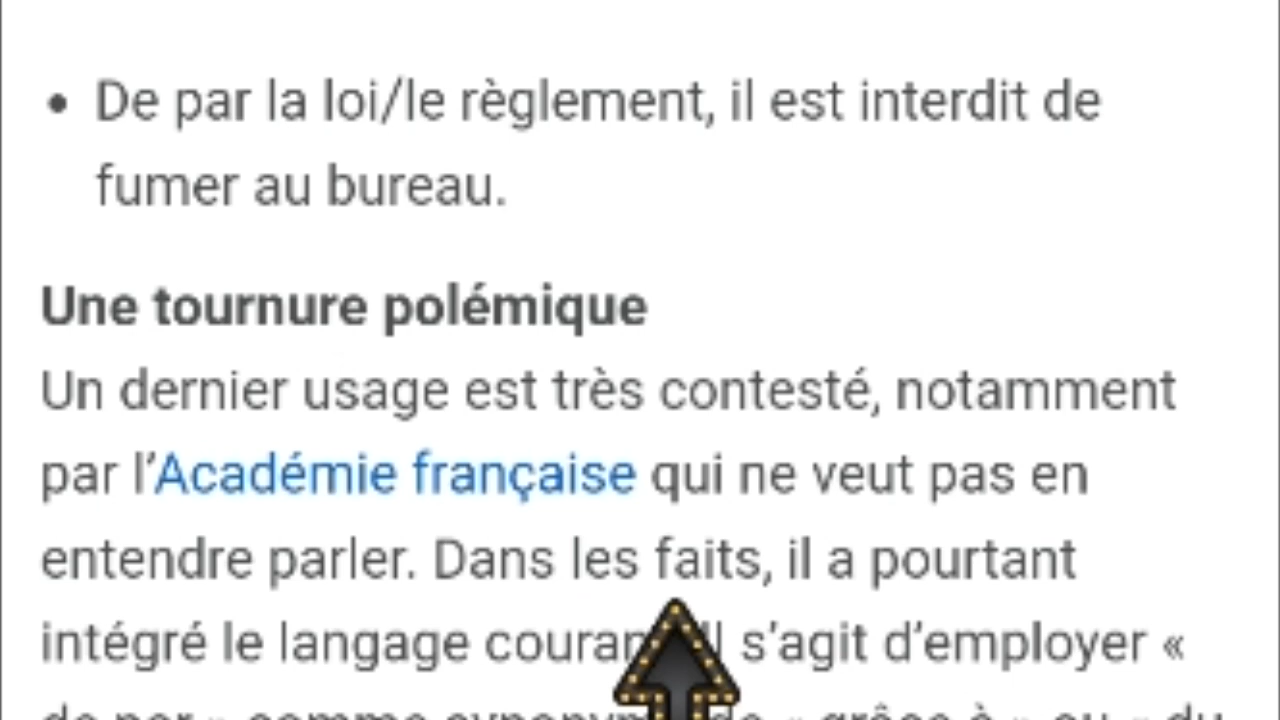 • De par la loi/le règlement, il est interdit de
fumer au bureau.
Une tournure polémique
Un dernier usage est très contesté, notamment
par l’Académie française qui ne veut pas en
entendre parler. Dans les faits, il a pourtant
intégré le langage s’agit d’employer «